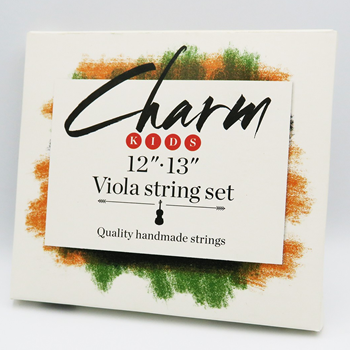 Charm
KIDS
12″·13″
Viola string set
Quality handmade strings